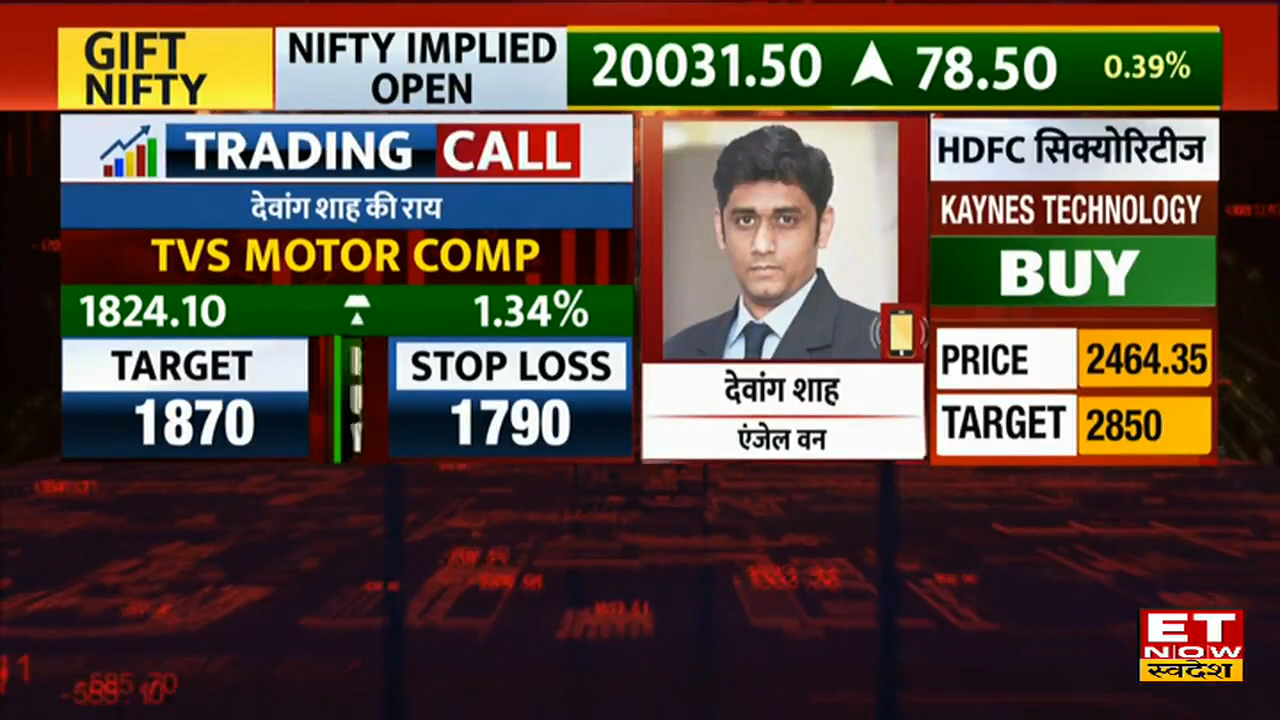 GIFT
NIFTY
NIFTY IMPLIED
OPEN
20031.50
78.50
0.39%
TRADING CALL
देवांग शाह की राय
TVS MOTOR COMP
1824.10
1.34%
TARGET
1870
STOP LOSS
1790
देवांग शाह
एंजेल वन
HDFC सिक्योरिटीज
KAYNES TECHNOLOGY
BUY
PRICE
2464.35
TARGET
2850
ET
NOW
स्वदेश